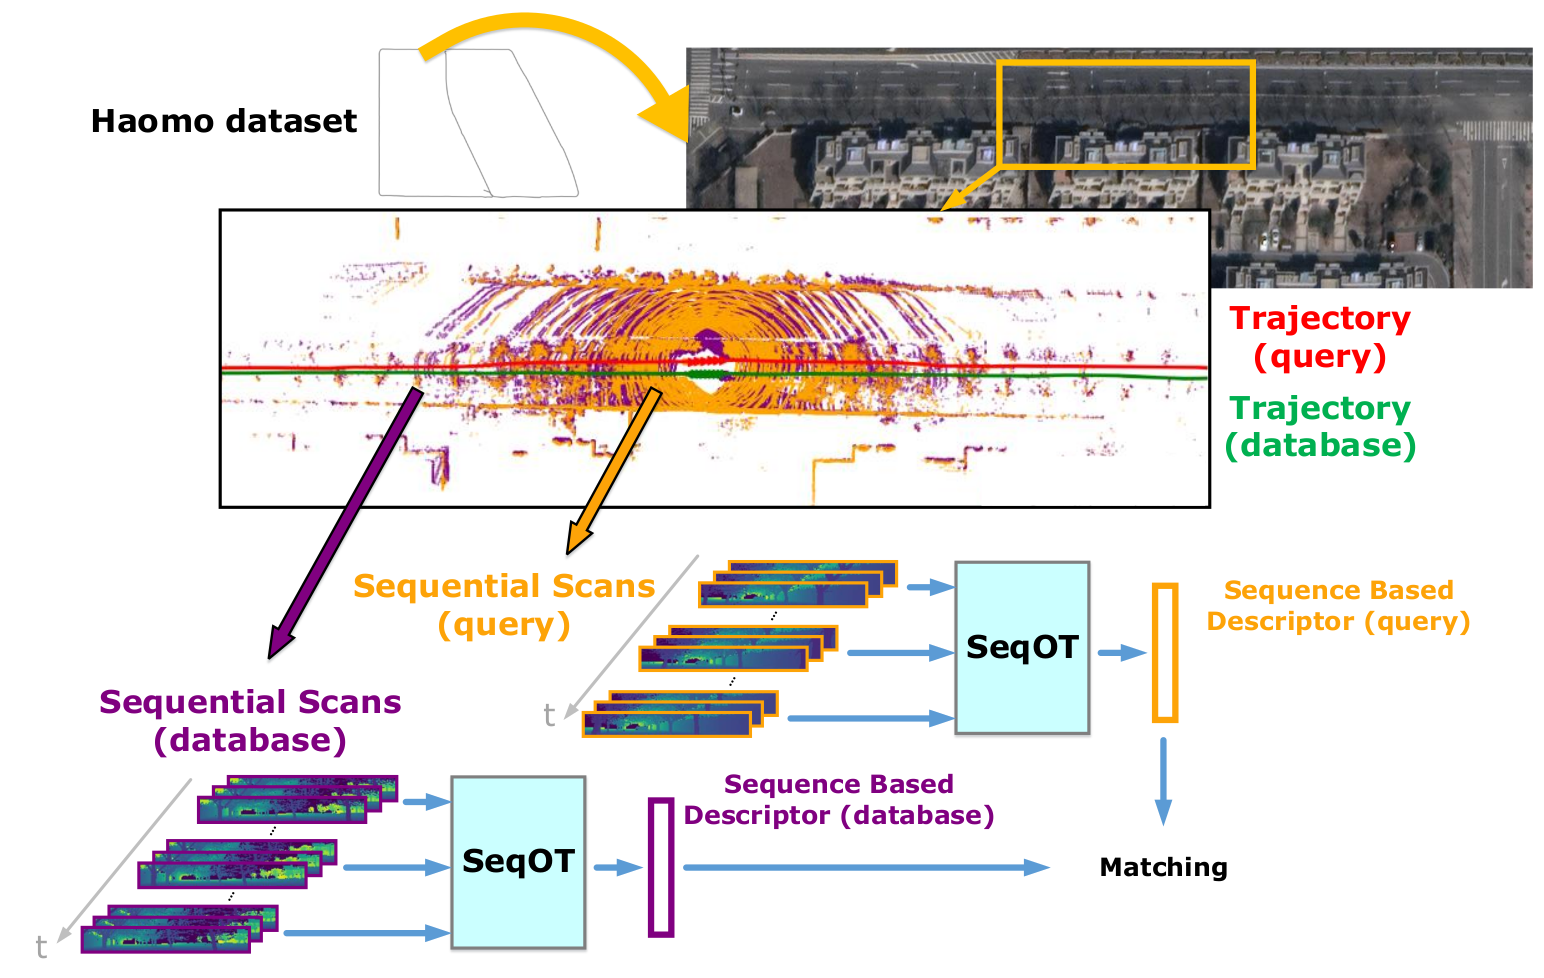 Haomo dataset
Trajectory
(query)
Trajectory
(database)
Sequential Scans
(query)
Sequence Based
Descriptor (query)
SeqOT
t
Sequential Scans
(database)
Sequence Based
Descriptor (database)
SeqOT
Matching
t